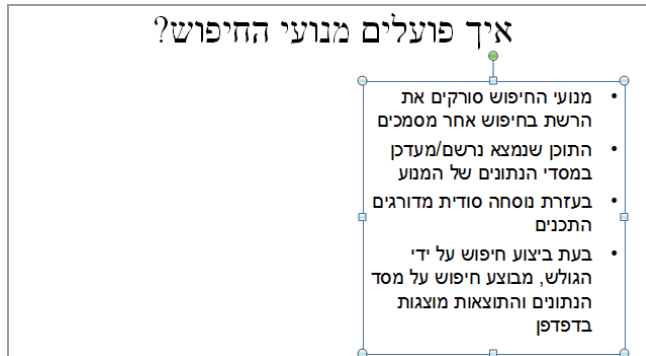 איך פועלים מנועי החיפוש?
• מנועי החיפוש סורקים את
הרשת בחיפוש אחר מסמכים
• התוכן שנמצא נרשם/מעדכן
במסדי הנתונים של המנוע
• בעזרת נוסחה סודית מדורגים
התכנים
• בעת ביצוע חיפוש על ידי
הגולש, מבוצע חיפוש על מסד
הנתונים והתוצאות מוצגות
בדפדפן